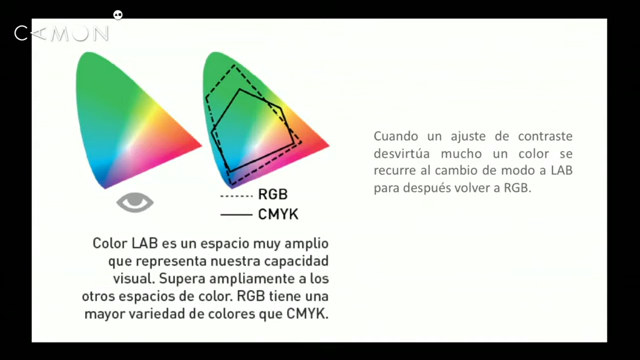 CAMON
RGB
CMYK
Color LAB es un espacio muy amplio
que representa nuestra capacidad
visual. Supera ampliamente a los
otros espacios de color. RGB tiene una
mayor variedad de colores que CMYK.
Cuando un ajuste de contraste
desvirtúa mucho un color se
recurre al cambio de modo a LAB
para después volver a RGB.